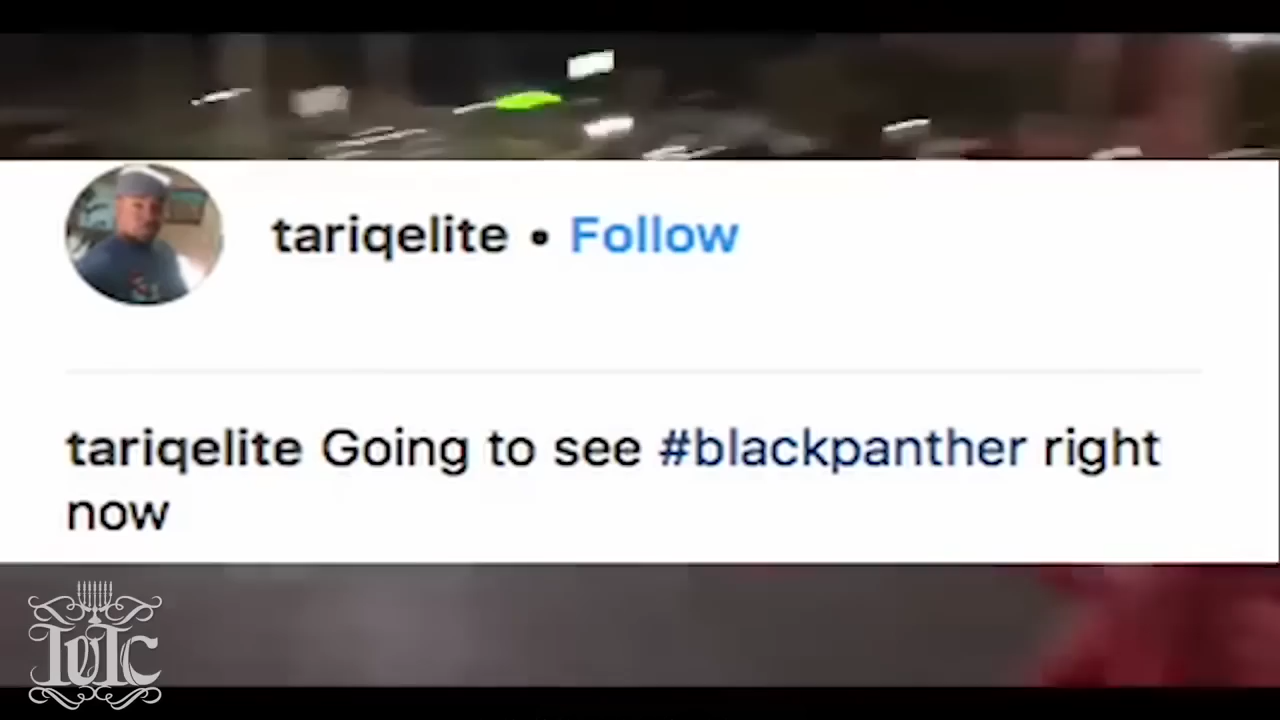 tariqelite • Follow
tariqelite Going to see #blackpanther right
now
IUIC